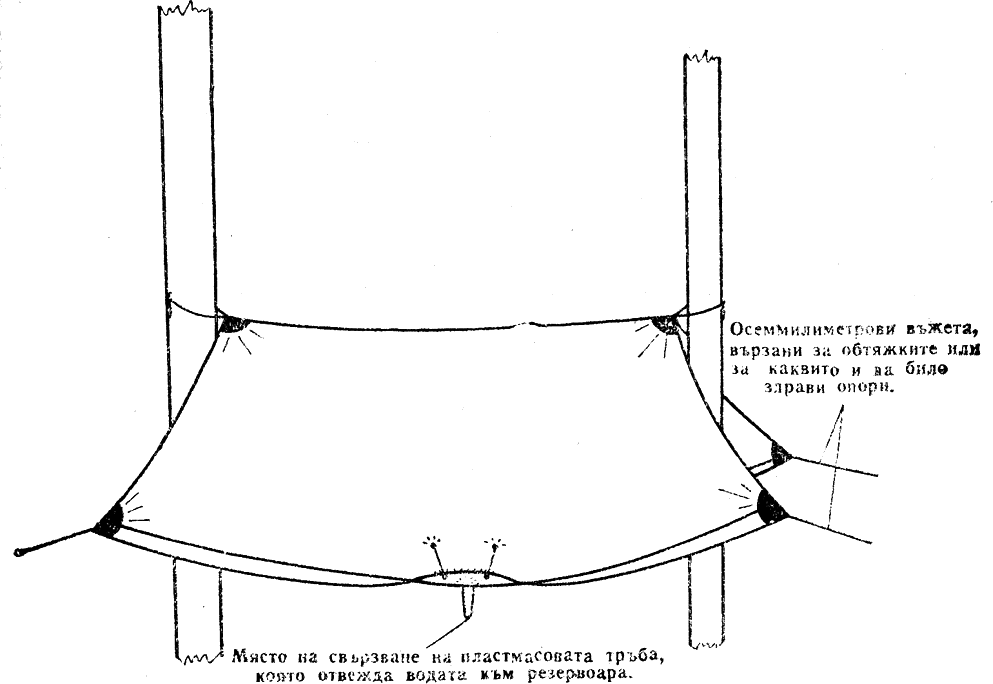 Осеммилиметрови въжета,
вързани за обтяжките или
за каквито и да било
здрави опори.
Място на свързване на пластмасовата тръба,
която отвежда водата към резервоара.